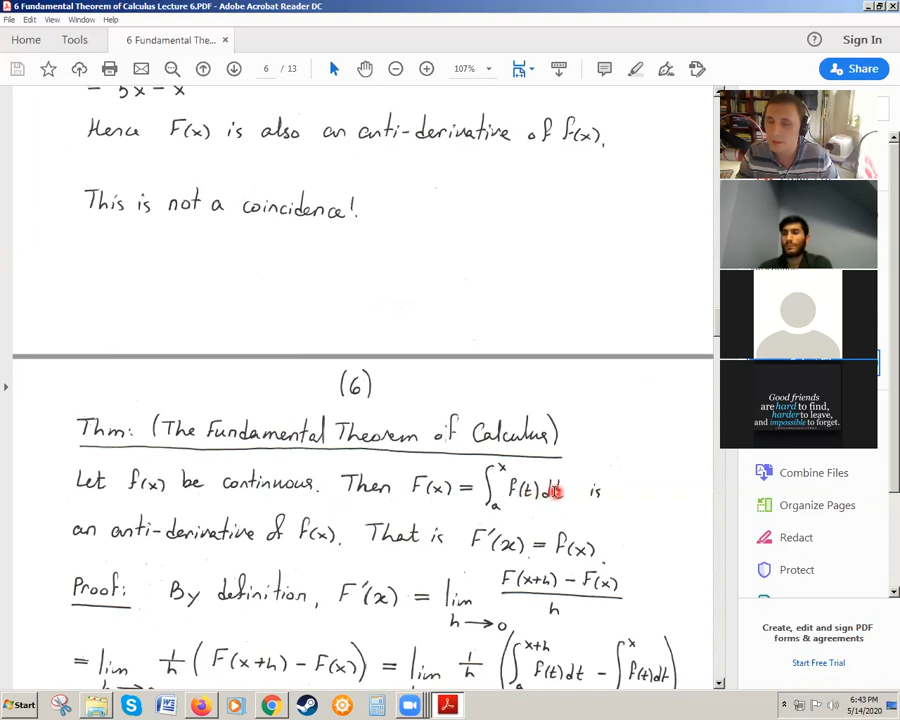 6 Fundamental Theorem of Calculus Lecture 6.PDF - Adobe Acrobat Reader DC
File Edit View Window Help
Home Tools 6 Fundamental The... × Sign In
6 / 13 107% Share
Hence F(x) is also an anti-derivative of f(x).
This is not a coincidence!
(6)
Thm: (The Fundamental Theorem of Calculus)
Let f(x) be continuous. Then F(x) = ∫ₐˣ f(t)dt is
an anti-derivative of f(x). That is F'(x) = f(x).
Proof: By definition, F'(x) = lim h→0 (F(x+h) - F(x))/h
= lim 1/h (F(x+h) - F(x)) = lim 1/h (∫ₐˣ⁺ʰ f(t)dt - ∫ₐˣ f(t)dt)
Good friends
are hard to find,
harder to leave,
and impossible to forget.
Combine Files
Organize Pages
Redact
Protect
Create, edit and sign PDF
forms & agreements
Start Free Trial
Start
6:43 PM
5/14/2020